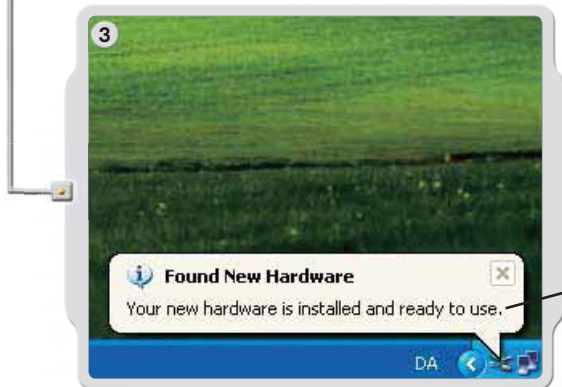 3
Found New Hardware
Your new hardware is installed and ready to use.
DA